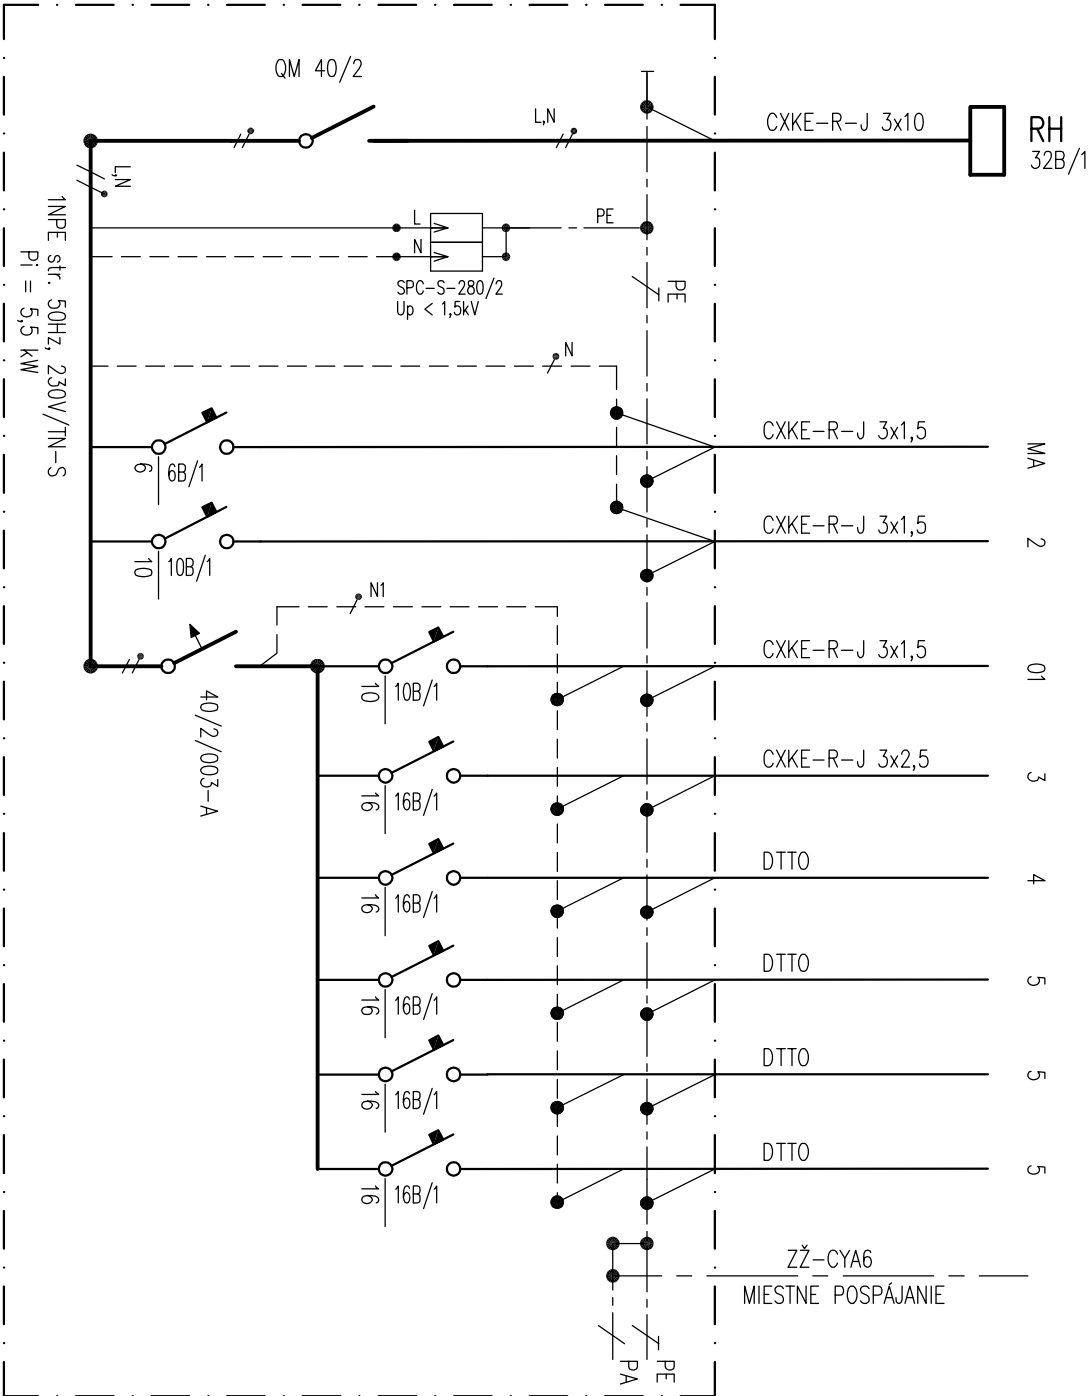 QM 40/2
L,N
CXKE-R-J 3x10
RH
32B/1
L,N
1NPE str. 50Hz, 230V/TN-S
Pi = 5,5 kW
L
N
PE
SPC-S-280/2
Up < 1,5kV
PE
N
6
6B/1
CXKE-R-J 3x1,5
MA
10
10B/1
CXKE-R-J 3x1,5
2
N1
40/2/003-A
10
10B/1
CXKE-R-J 3x1,5
01
16
16B/1
CXKE-R-J 3x2,5
3
16
16B/1
DTTO
4
16
16B/1
DTTO
5
16
16B/1
DTTO
5
16
16B/1
DTTO
5
ZŽ-CYA6
MIESTNE POSPÁJANIE
PA
PE